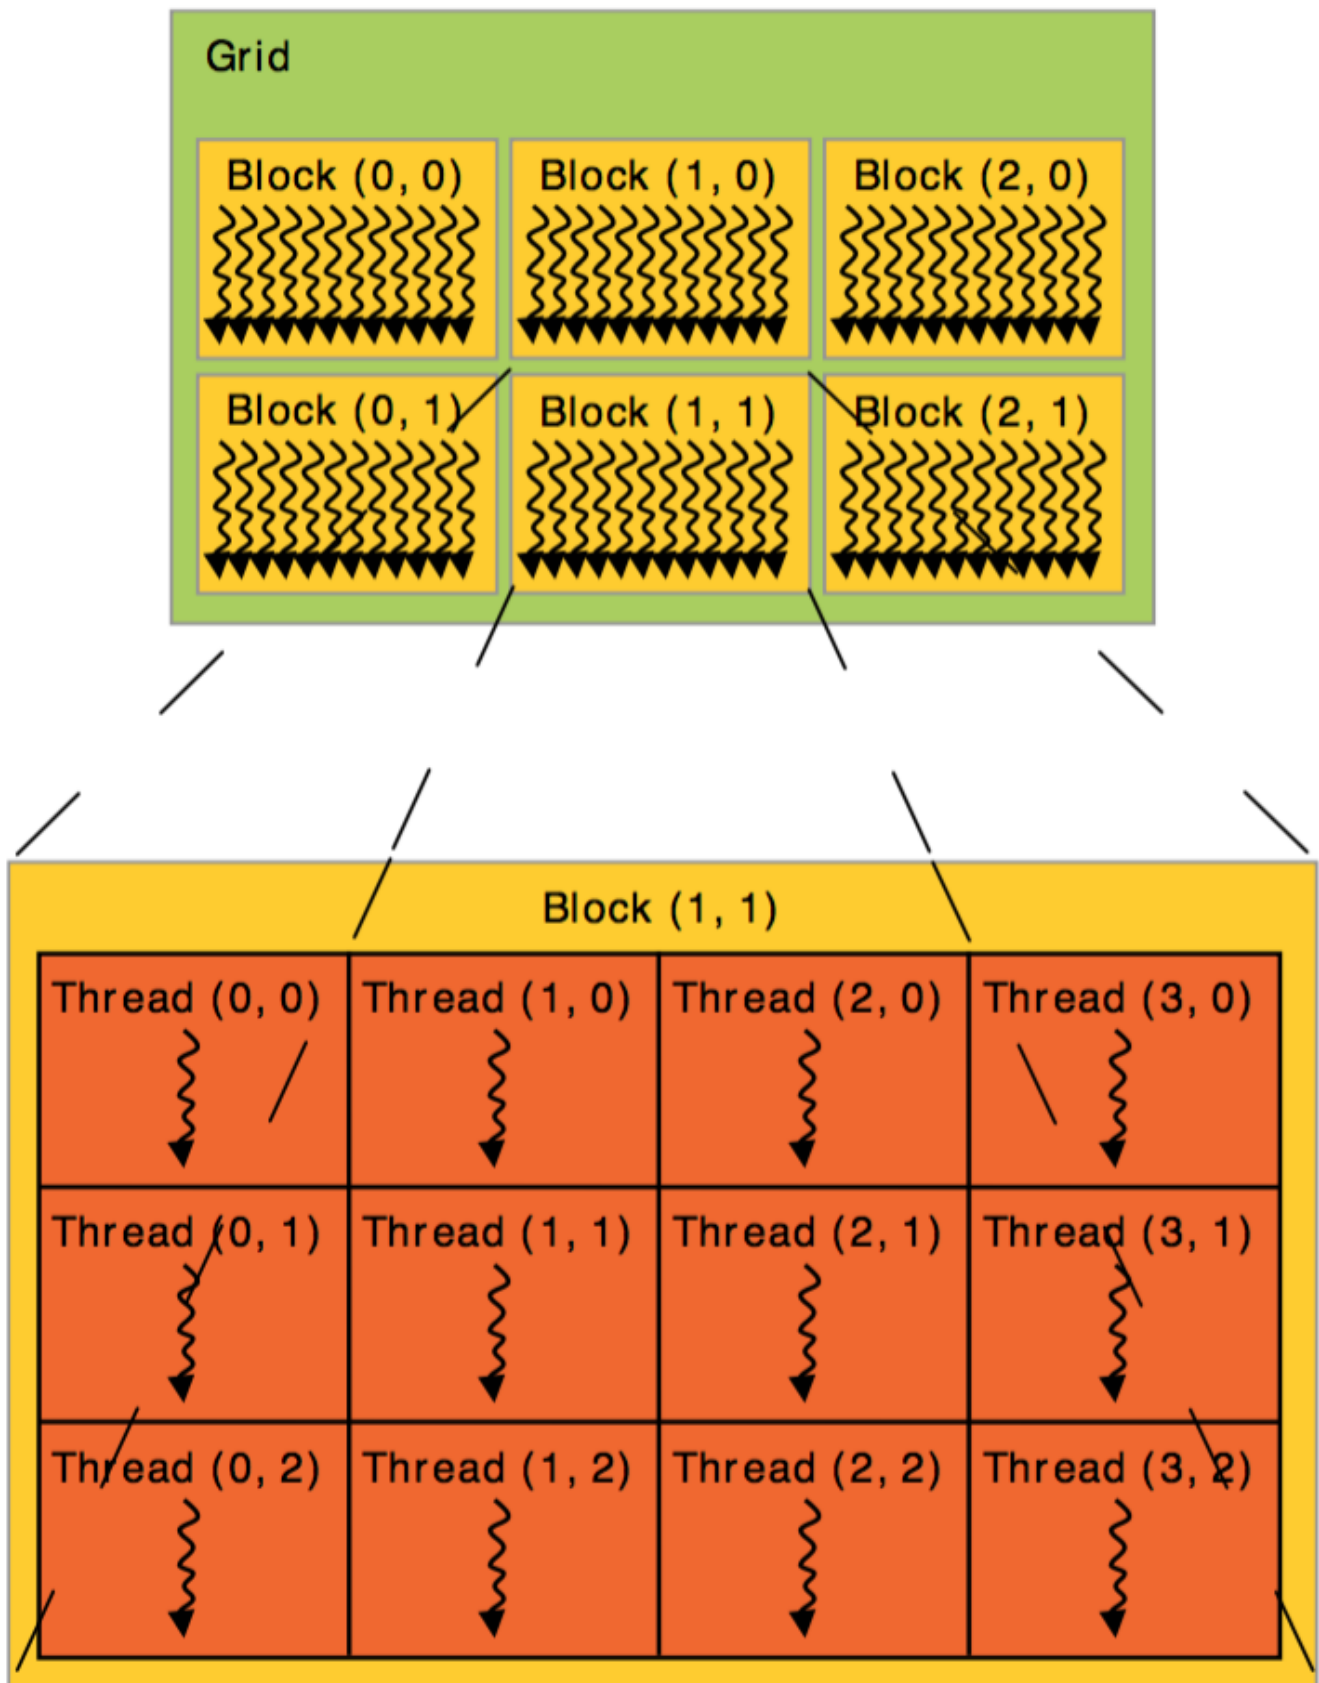 Grid
Block (0, 0) Block (1, 0) Block (2, 0)
Block (0, 1) Block (1, 1) Block (2, 1)
Block (1, 1)
Thread (0, 0) Thread (1, 0) Thread (2, 0) Thread (3, 0)
Thread (0, 1) Thread (1, 1) Thread (2, 1) Thread (3, 1)
Thread (0, 2) Thread (1, 2) Thread (2, 2) Thread (3, 2)